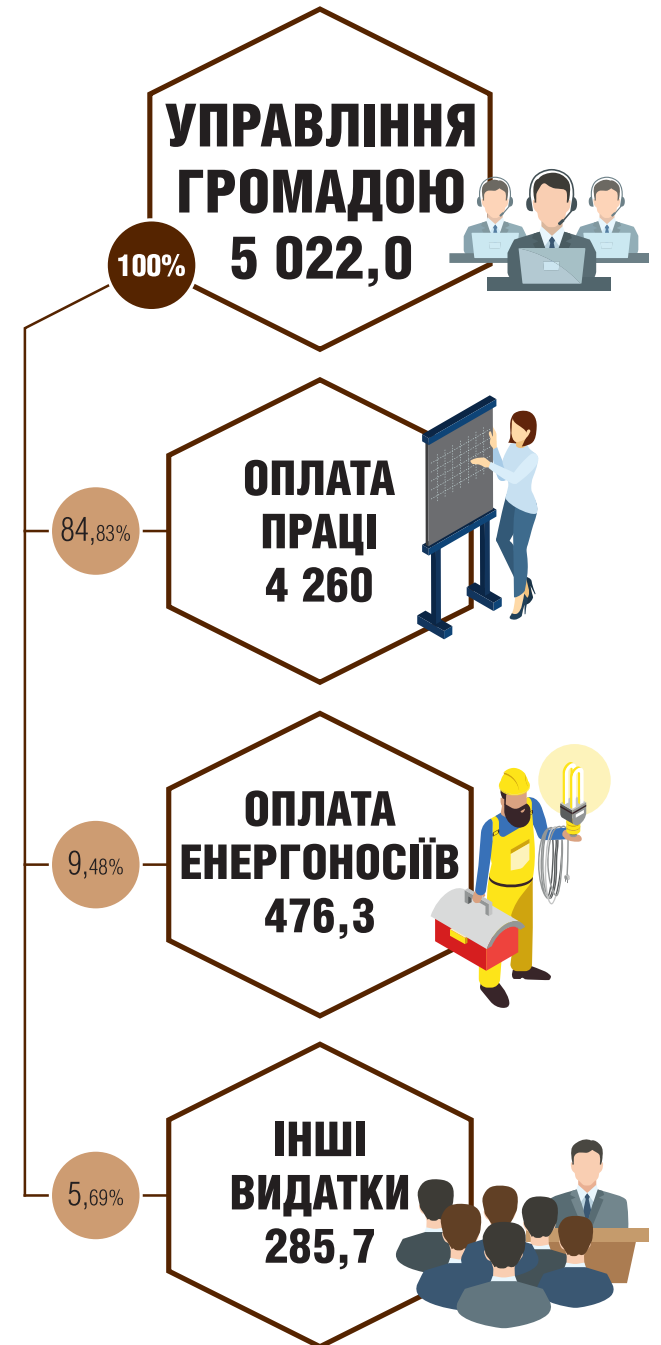 УПРАВЛІННЯ
ГРОМАДОЮ
5 022,0
100%
ОПЛАТА
ПРАЦІ
4 260
84,83%
ОПЛАТА
ЕНЕРГОНОСІЇВ
476,3
9,48%
ІНШІ
ВИДАТКИ
285,7
5,69%